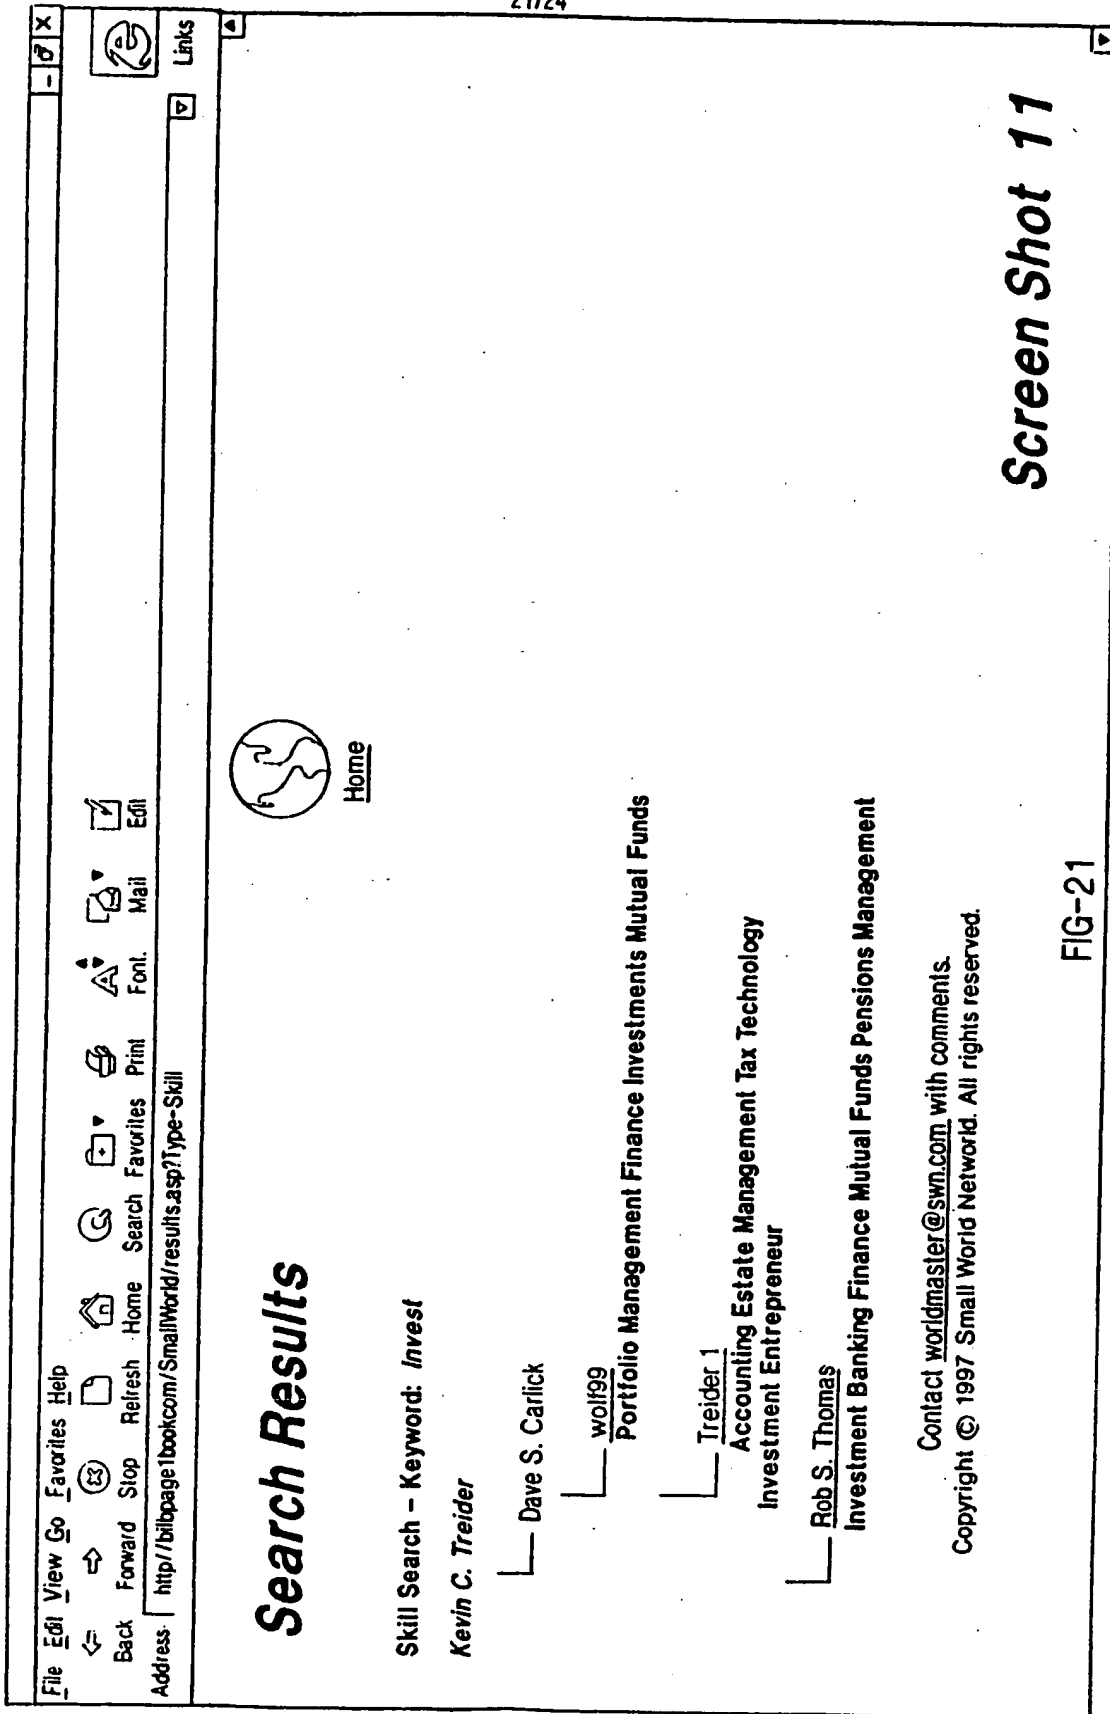 21/24
File Edit View Go Favorites Help
Back Forward Stop Refresh Home Search Favorites Print Font. Mail Edit
Address: http//bilbpage1bookcom/SmallWorld/results.asp?Type-Skill
Links
Search Results
Home
Skill Search – Keyword: Invest
Kevin C. Treider
Dave S. Carlick
wolf99
Portfolio Management Finance Investments Mutual Funds
Treider 1
Accounting Estate Management Tax Technology
Investment Entrepreneur
Rob S. Thomas
Investment Banking Finance Mutual Funds Pensions Management
Contact worldmaster@swn.com with comments.
Copyright © 1997 Small World Networld. All rights reserved.
Screen Shot 11
FIG-21